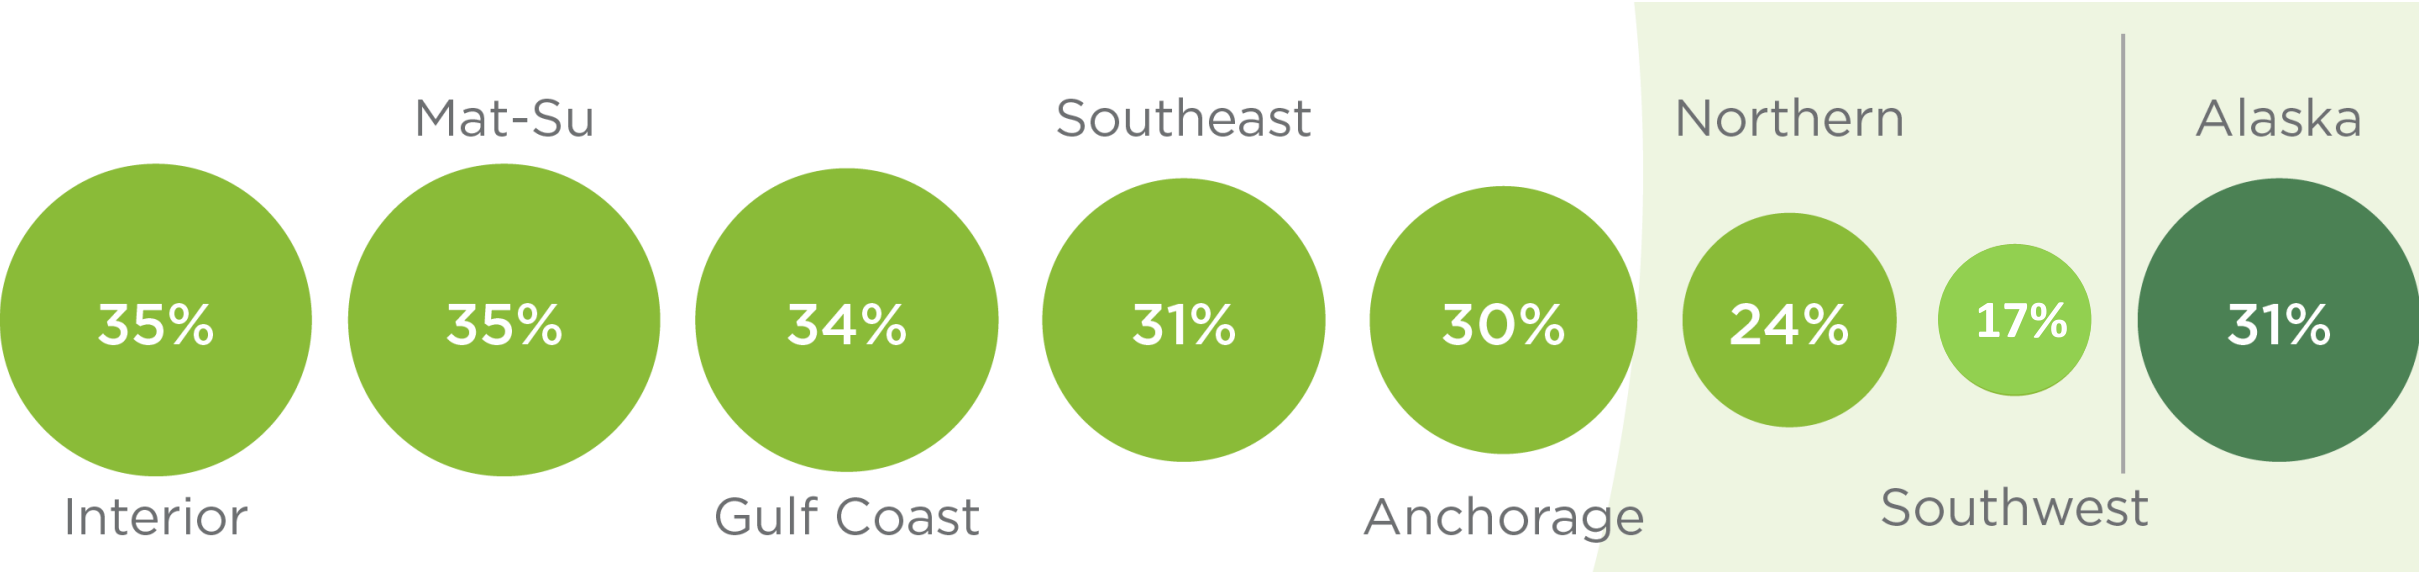 Mat-Su
Southeast
Northern
Alaska
35%
35%
34%
31%
30%
24%
17%
31%
Interior
Gulf Coast
Anchorage
Southwest